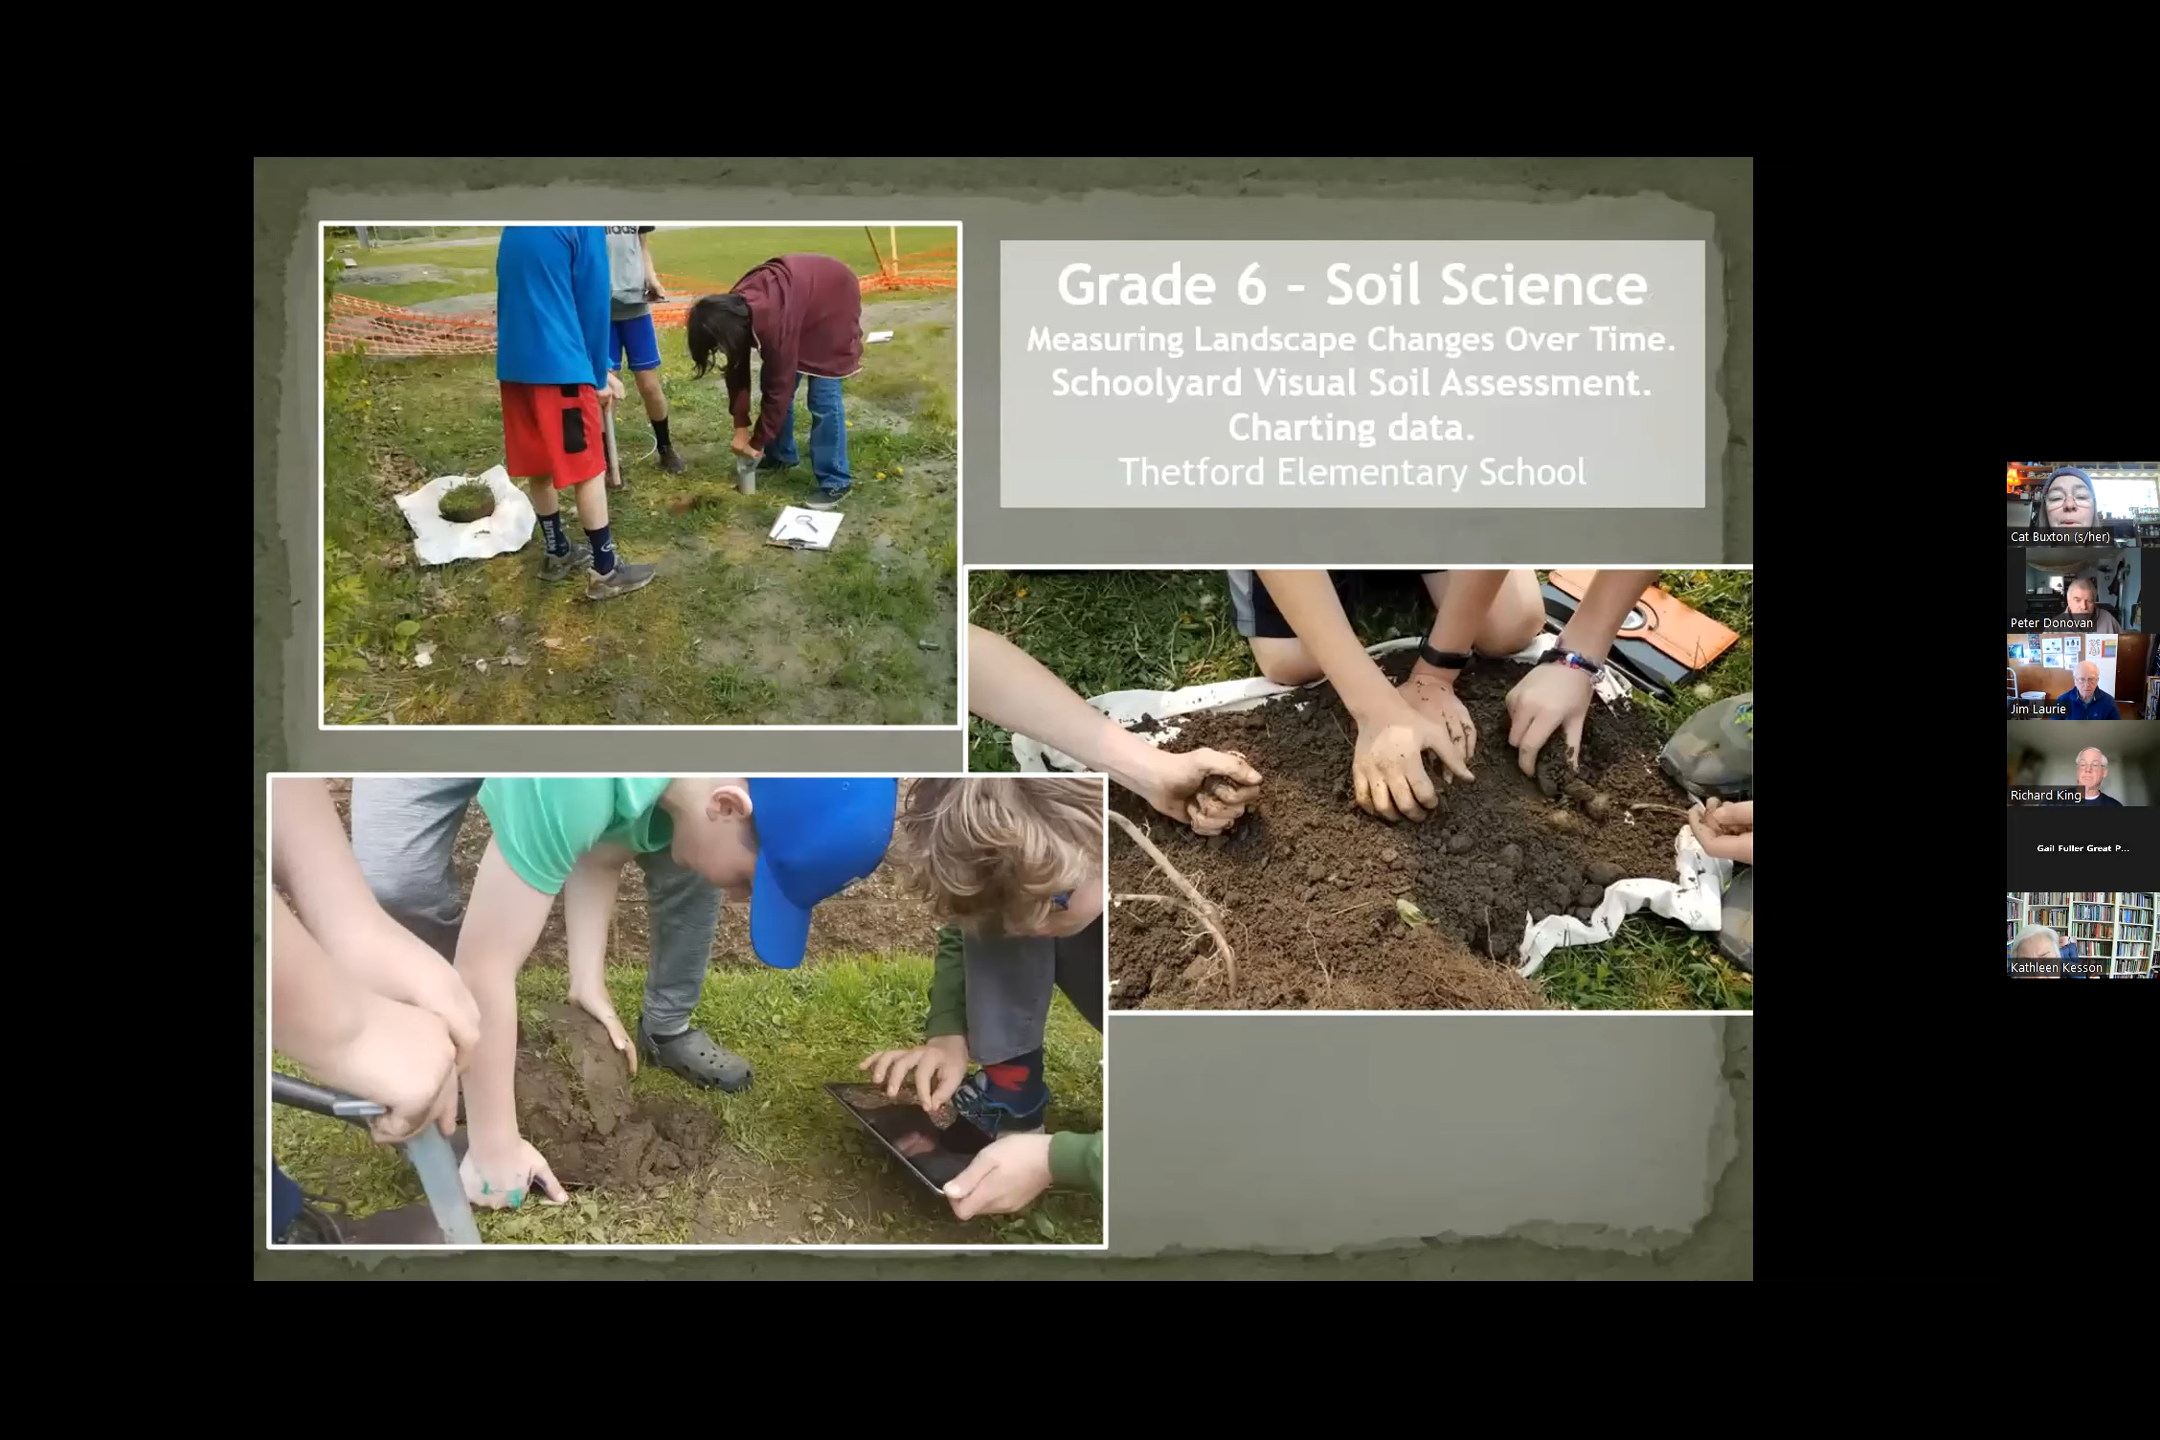 Grade 6 - Soil Science
Measuring Landscape Changes Over Time.
Schoolyard Visual Soil Assessment.
Charting data.
Thetford Elementary School
Cat Buxton (s/her)
Peter Donovan
Jim Laurie
Richard King
Gail Fuller Great P...
Kathleen Kesson